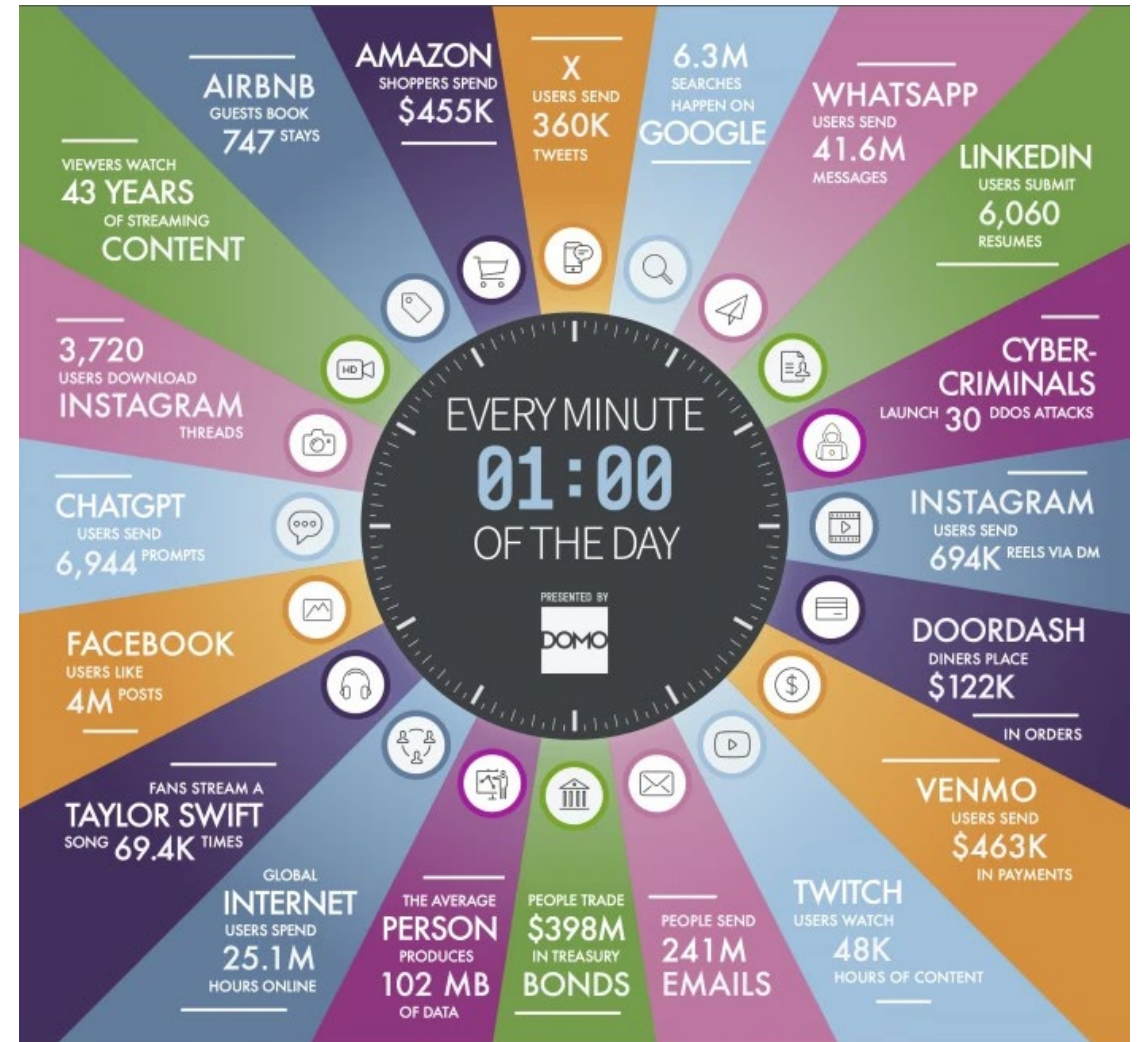 EVERY MINUTE
01:00
OF THE DAY
PRESENTED BY
DOMO
X
USERS SEND
360K
TWEETS
6.3M
SEARCHES
HAPPEN ON
GOOGLE
WHATSAPP
USERS SEND
41.6M
MESSAGES
LINKEDIN
USERS SUBMIT
6,060
RESUMES
CYBER-
CRIMINALS
LAUNCH 30 DDOS ATTACKS
INSTAGRAM
USERS SEND
694K REELS VIA DM
DOORDASH
DINERS PLACE
$122K
IN ORDERS
VENMO
USERS SEND
$463K
IN PAYMENTS
TWITCH
USERS WATCH
48K
HOURS OF CONTENT
PEOPLE SEND
241M
EMAILS
PEOPLE TRADE
$398M
IN TREASURY
BONDS
THE AVERAGE
PERSON
PRODUCES
102 MB
OF DATA
GLOBAL
INTERNET
USERS SPEND
25.1M
HOURS ONLINE
FANS STREAM A
TAYLOR SWIFT
SONG 69.4K TIMES
FACEBOOK
USERS LIKE
4M POSTS
CHATGPT
USERS SEND
6,944 PROMPTS
3,720
USERS DOWNLOAD
INSTAGRAM
THREADS
VIEWERS WATCH
43 YEARS
OF STREAMING
CONTENT
AIRBNB
GUESTS BOOK
747 STAYS
AMAZON
SHOPPERS SPEND
$455K
HD
$